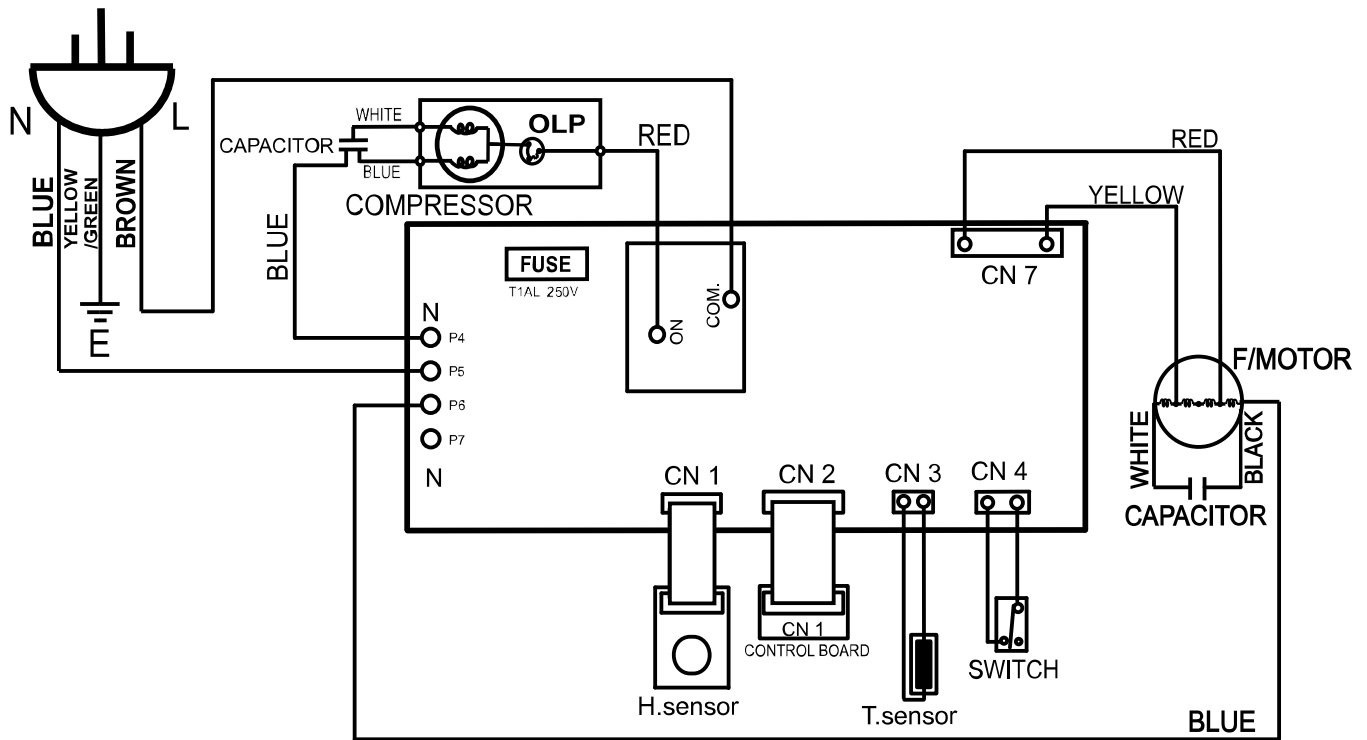 N
L
BLUE
YELLOW
/GREEN
BROWN
E
CAPACITOR
WHITE
BLUE
OLP
COMPRESSOR
RED
BLUE
FUSE
T1AL 250V
ON
COM.
CN 7
RED
YELLOW
N
P4
P5
P6
P7
N
F/MOTOR
WHITE
BLACK
CAPACITOR
CN 1
CN 2
CN 3
CN 4
CN 1
CONTROL BOARD
H.sensor
T.sensor
SWITCH
BLUE